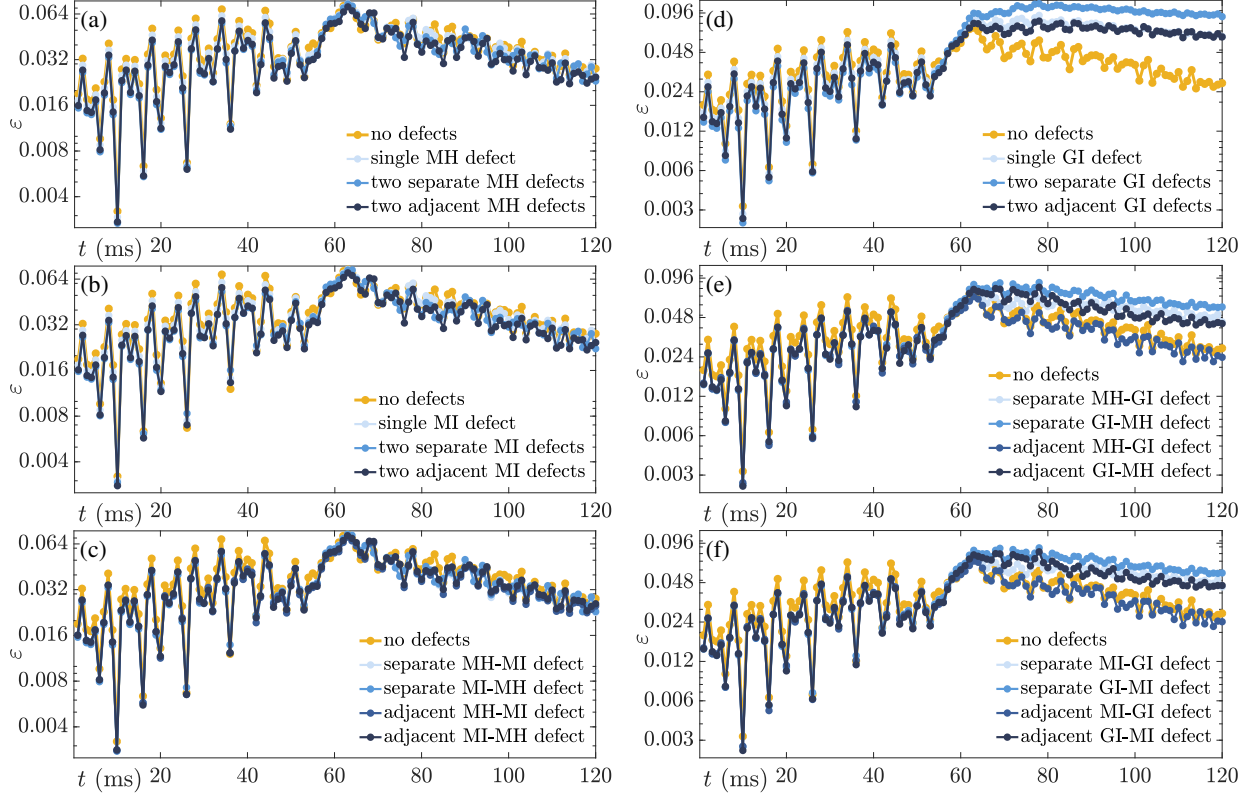 (a)
0.064
0.032
0.016
0.008
0.004
ε
no defects
single MH defect
two separate MH defects
two adjacent MH defects
t (ms) 20 40 60 80 100 120
(b)
0.064
0.032
0.016
0.008
0.004
ε
no defects
single MI defect
two separate MI defects
two adjacent MI defects
t (ms) 20 40 60 80 100 120
(c)
0.064
0.032
0.016
0.008
0.004
ε
no defects
separate MH-MI defect
separate MI-MH defect
adjacent MH-MI defect
adjacent MI-MH defect
t (ms) 20 40 60 80 100 120
(d)
0.096
0.048
0.024
0.012
0.006
0.003
ε
no defects
single GI defect
two separate GI defects
two adjacent GI defects
t (ms) 20 40 60 80 100 120
(e)
0.096
0.048
0.024
0.012
0.006
0.003
ε
no defects
separate MH-GI defect
separate GI-MH defect
adjacent MH-GI defect
adjacent GI-MH defect
t (ms) 20 40 60 80 100 120
(f)
0.096
0.048
0.024
0.012
0.006
0.003
ε
no defects
separate MI-GI defect
separate GI-MI defect
adjacent MI-GI defect
adjacent GI-MI defect
t (ms) 20 40 60 80 100 120